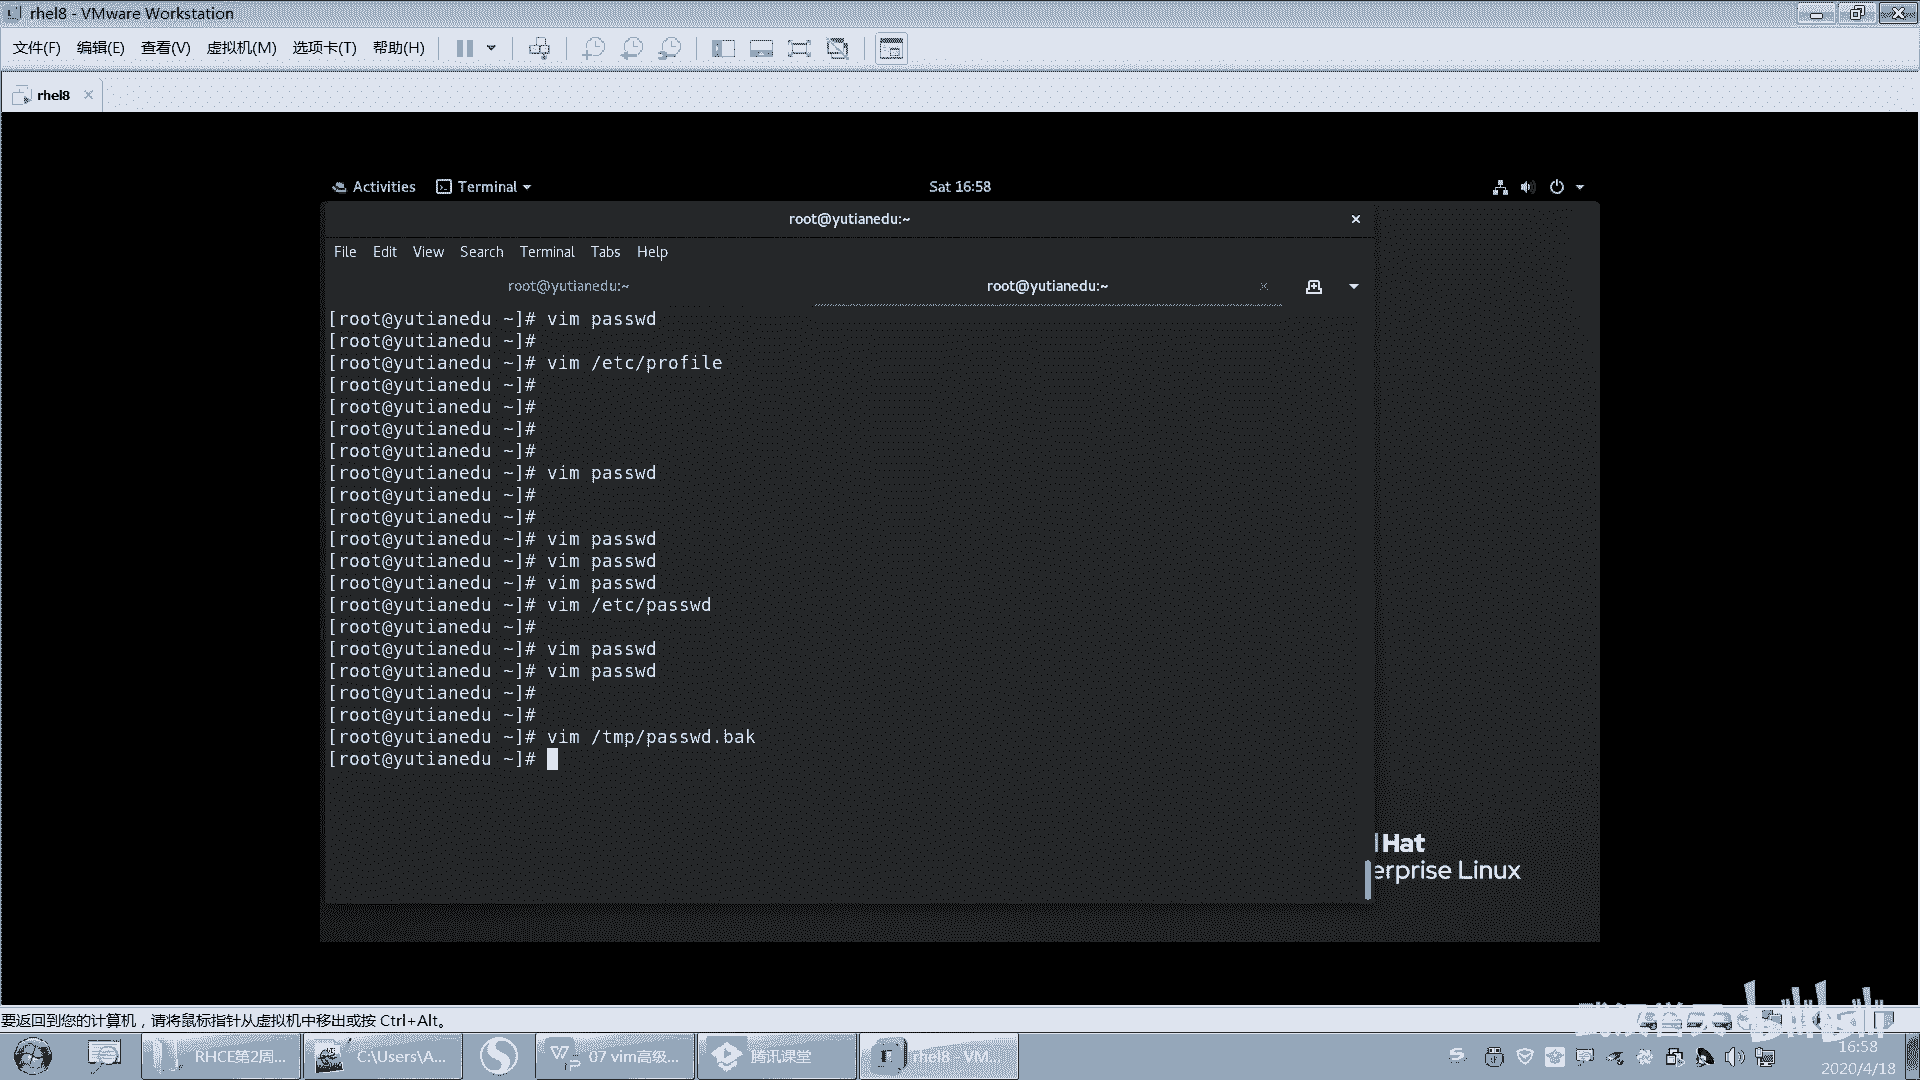 rhel8 - VMware Workstation
文件(F) 编辑(E) 查看(V) 虚拟机(M) 选项卡(T) 帮助(H)
rhel8
Activities Terminal Sat 16:58
root@yutianedu:~
File Edit View Search Terminal Tabs Help
root@yutianedu:~ root@yutianedu:~
[root@yutianedu ~]# vim passwd
[root@yutianedu ~]#
[root@yutianedu ~]# vim /etc/profile
[root@yutianedu ~]#
[root@yutianedu ~]#
[root@yutianedu ~]#
[root@yutianedu ~]#
[root@yutianedu ~]# vim passwd
[root@yutianedu ~]#
[root@yutianedu ~]#
[root@yutianedu ~]# vim passwd
[root@yutianedu ~]# vim passwd
[root@yutianedu ~]# vim passwd
[root@yutianedu ~]# vim /etc/passwd
[root@yutianedu ~]#
[root@yutianedu ~]# vim passwd
[root@yutianedu ~]# vim passwd
[root@yutianedu ~]#
[root@yutianedu ~]#
[root@yutianedu ~]# vim /tmp/passwd.bak
[root@yutianedu ~]#
Hat
erprise Linux
要返回到您的计算机，请将鼠标指针从虚拟机中移出或按 Ctrl+Alt。
bilibili
RHCE第2周... C:\Users\A... 07 vim高级... 腾讯课堂 rhel8 - VM...
16:58
2020/4/18